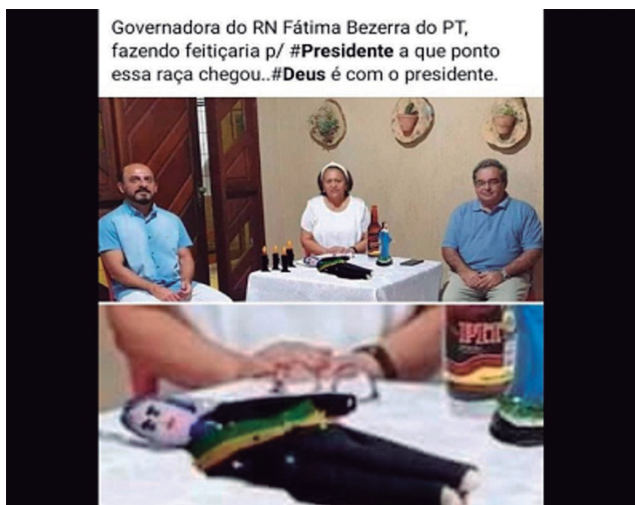 Governadora do RN Fátima Bezerra do PT,
fazendo feitiçaria p/ #Presidente a que ponto
essa raça chegou..#Deus é com o presidente.